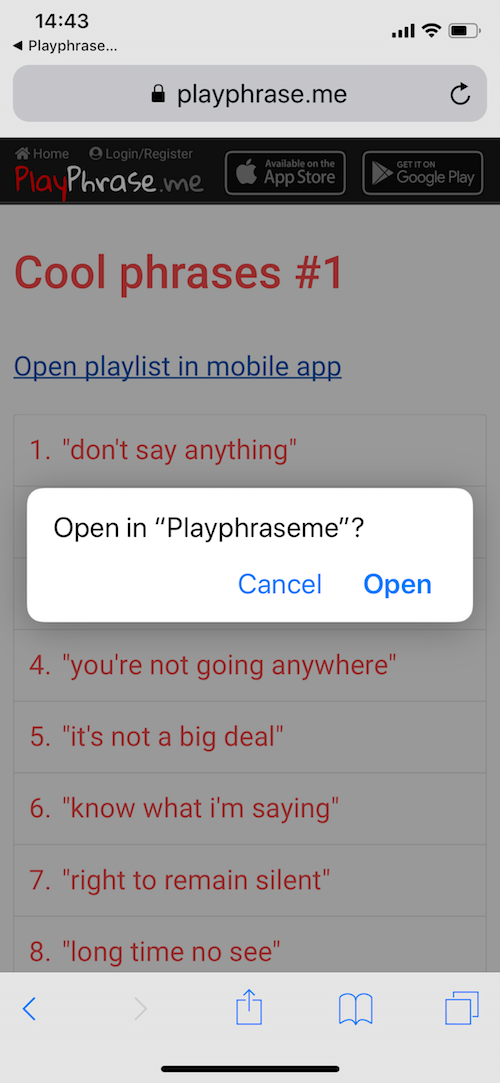 14:43
◀ Playphrase...
playphrase.me
Home Login/Register
PlayPhrase.me
Available on the
App Store
GET IT ON
Google Play
Cool phrases #1
Open playlist in mobile app
1. "don't say anything"
Open in “Playphraseme”?
Cancel Open
4. "you're not going anywhere"
5. "it's not a big deal"
6. "know what i'm saying"
7. "right to remain silent"
8. "long time no see"